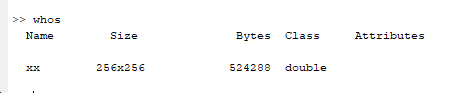 >> whos
Name Size Bytes Class Attributes
xx 256x256 524288 double